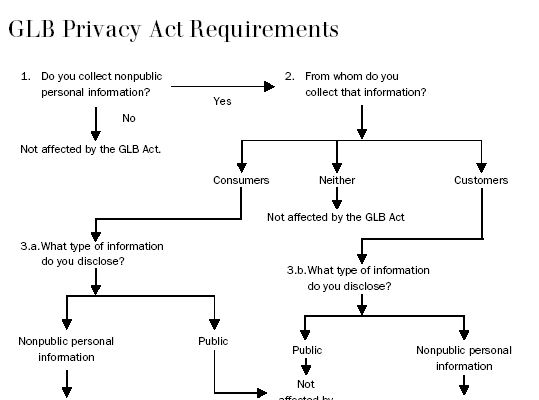 GLB Privacy Act Requirements
1. Do you collect nonpublic
personal information?
Yes
2. From whom do you
collect that information?
No
Not affected by the GLB Act.
Consumers
Neither
Customers
Not affected by the GLB Act
3.a.What type of information
do you disclose?
3.b.What type of information
do you disclose?
Nonpublic personal
information
Public
Public
Nonpublic personal
information
Not
affected by